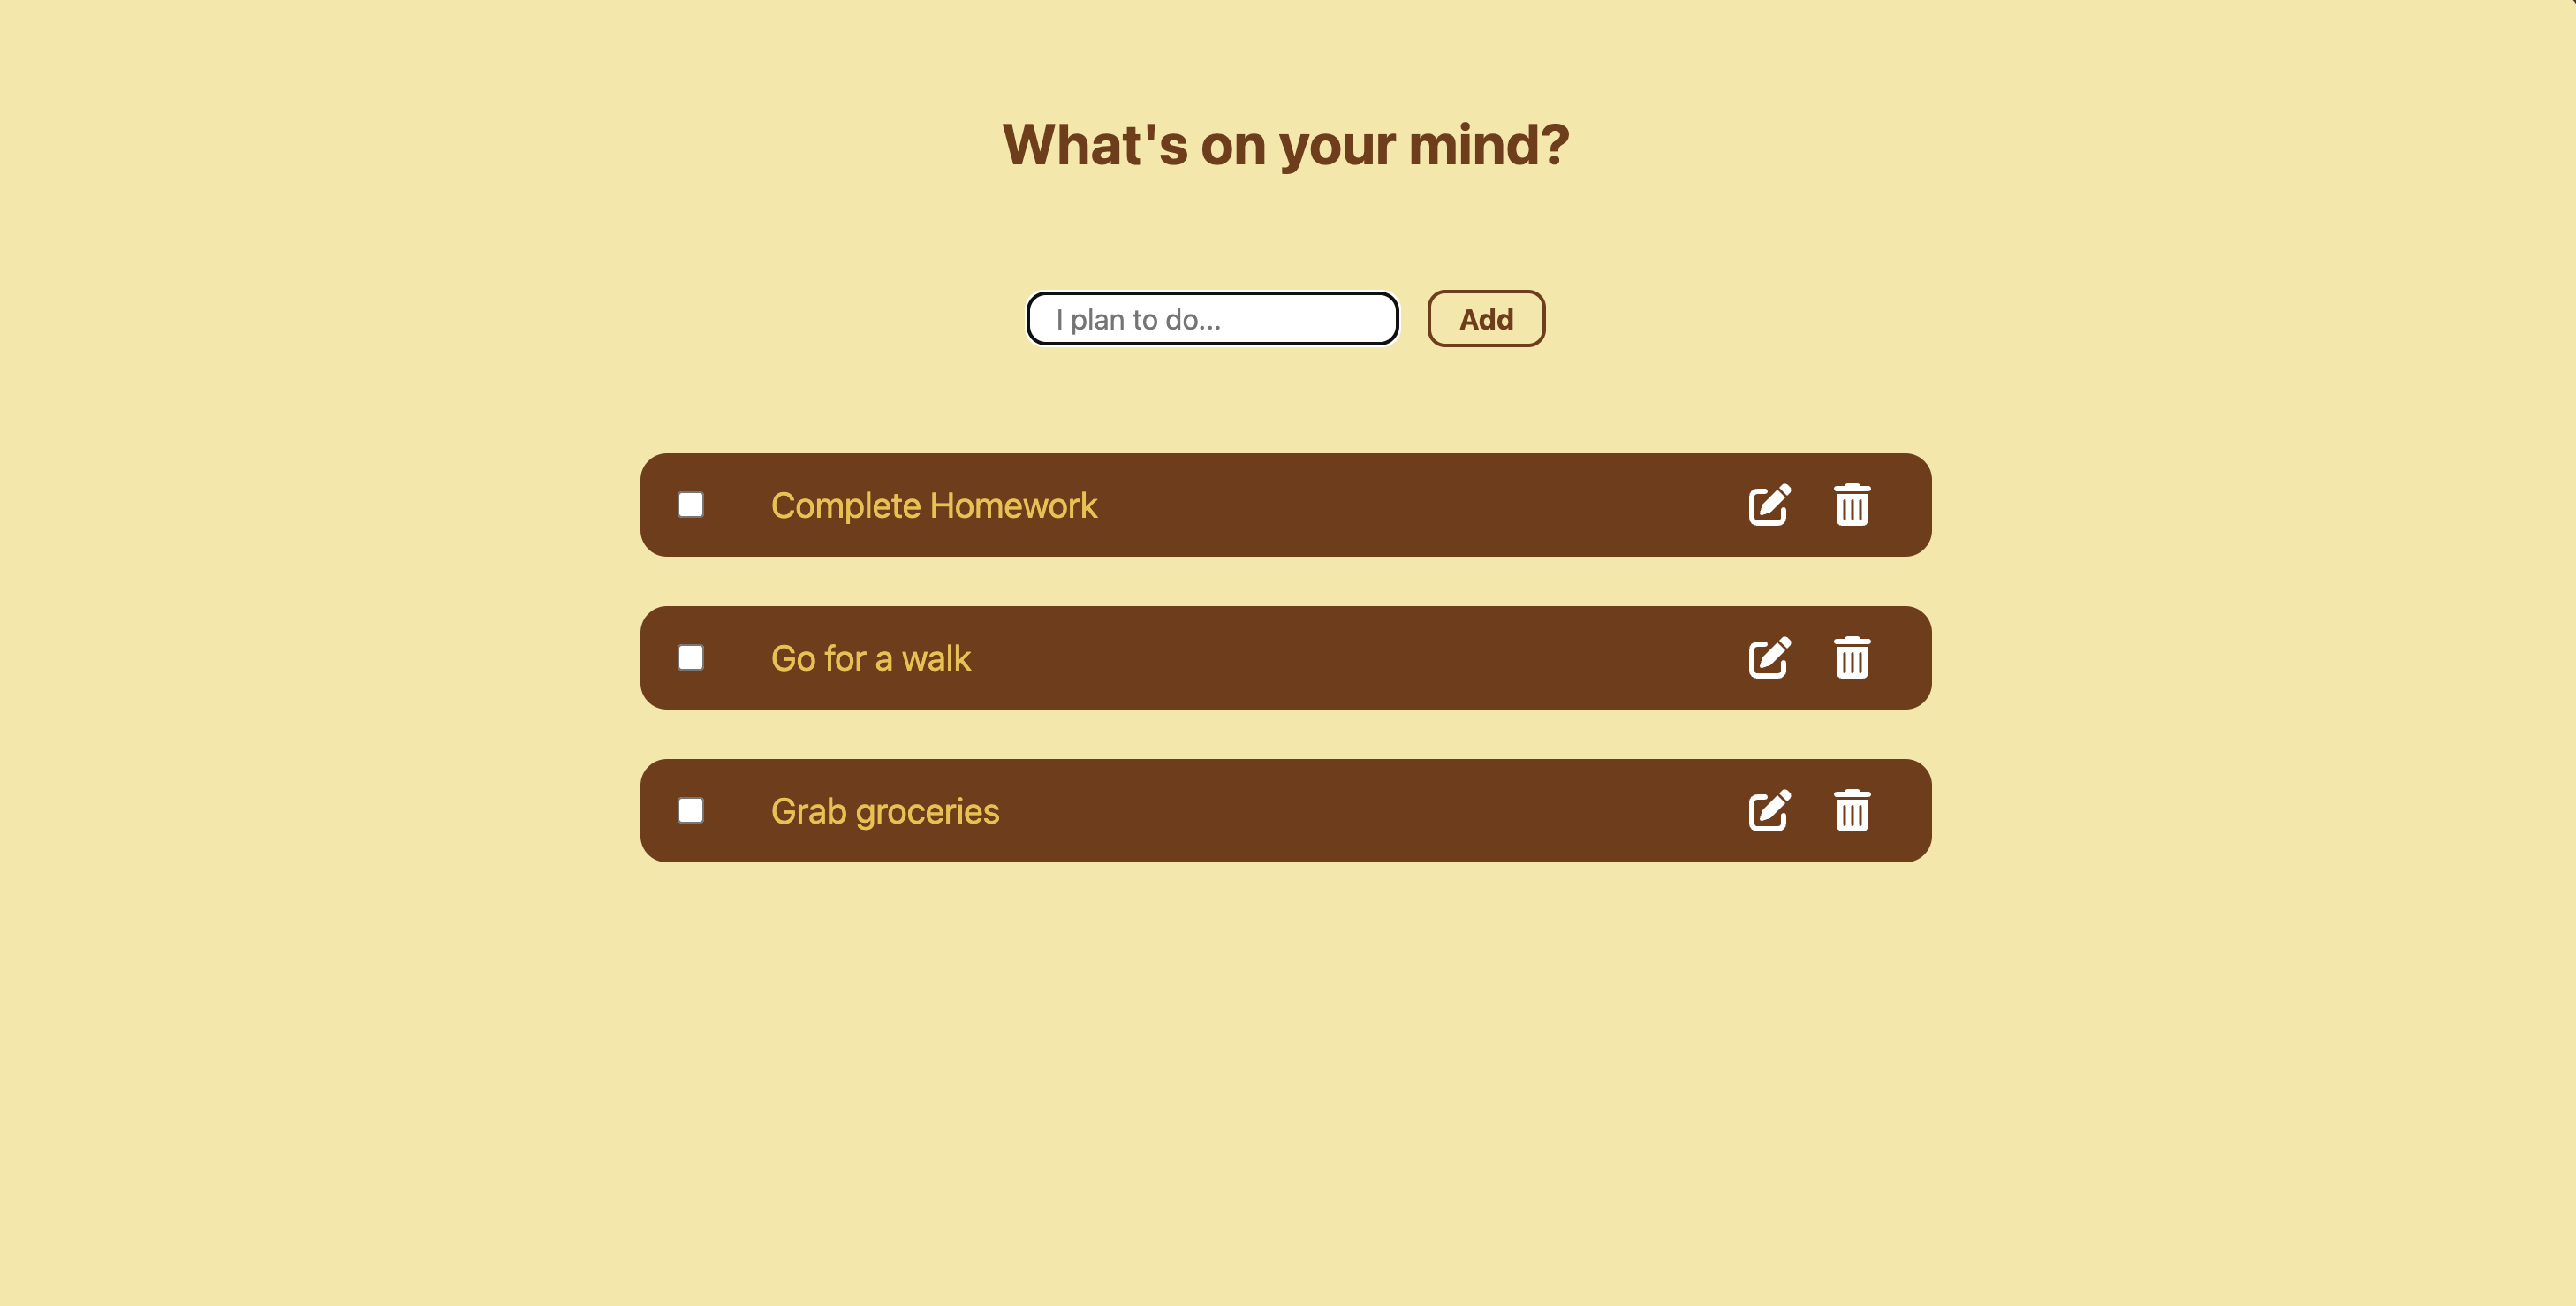 What's on your mind?
I plan to do...
Add
Complete Homework
Go for a walk
Grab groceries